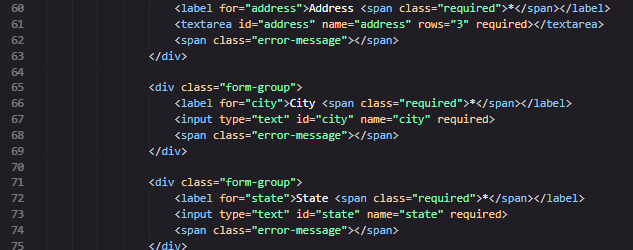 60 <label for="address">Address <span class="required">*</span></label>
61 <textarea id="address" name="address" rows="3" required></textarea>
62 <span class="error-message"></span>
63 </div>
64
65 <div class="form-group">
66 <label for="city">City <span class="required">*</span></label>
67 <input type="text" id="city" name="city" required>
68 <span class="error-message"></span>
69 </div>
70
71 <div class="form-group">
72 <label for="state">State <span class="required">*</span></label>
73 <input type="text" id="state" name="state" required>
74 <span class="error-message"></span>
75 </div>